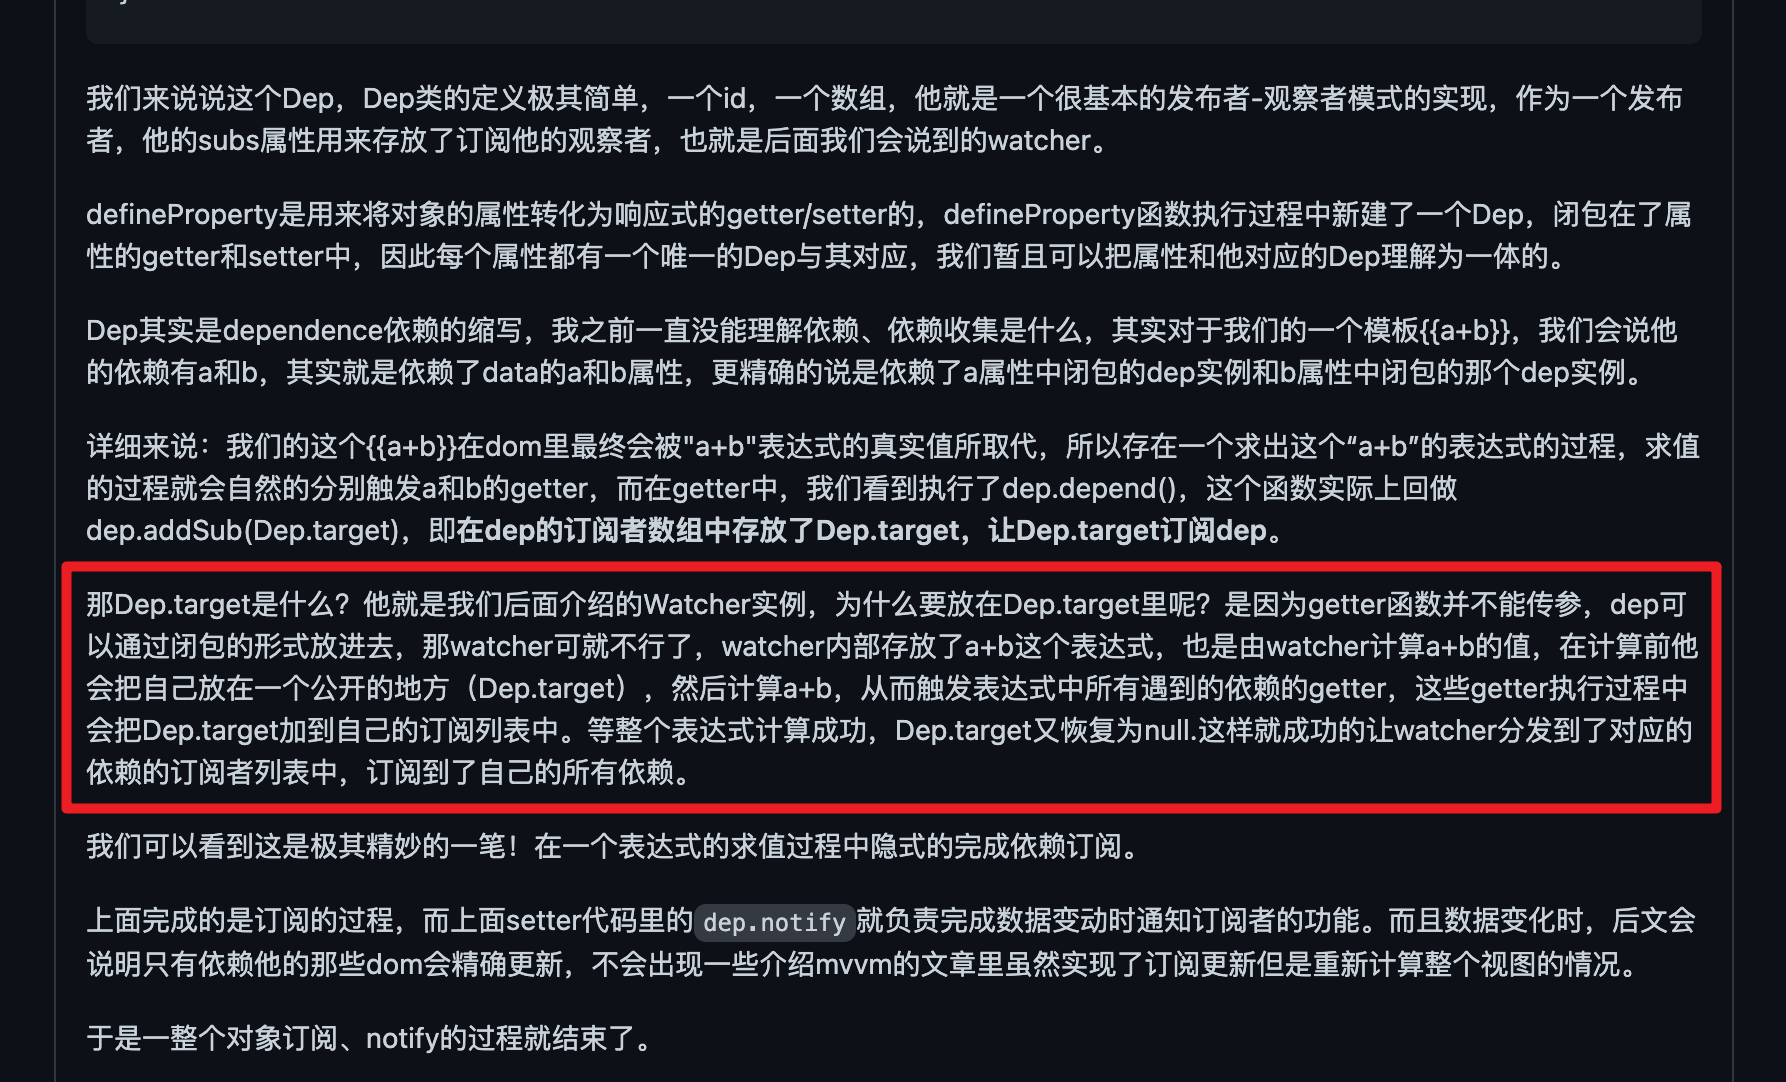 我们来说说这个Dep，Dep类的定义极其简单，一个id，一个数组，他就是一个很基本的发布者-观察者模式的实现，作为一个发布
者，他的subs属性用来存放了订阅他的观察者，也就是后面我们会说到的watcher。
defineProperty是用来将对象的属性转化为响应式的getter/setter的，defineProperty函数执行过程中新建了一个Dep，闭包在了属
性的getter和setter中，因此每个属性都有一个唯一的Dep与其对应，我们暂且可以把属性和他对应的Dep理解为一体的。
Dep其实是dependence依赖的缩写，我之前一直没能理解依赖、依赖收集是什么，其实对于我们的一个模板{{a+b}}，我们会说他
的依赖有a和b，其实就是依赖了data的a和b属性，更精确的说是依赖了a属性中闭包的dep实例和b属性中闭包的那个dep实例。
详细来说：我们的这个{{a+b}}在dom里最终会被"a+b"表达式的真实值所取代，所以存在一个求出这个“a+b”的表达式的过程，求值
的过程就会自然的分别触发a和b的getter，而在getter中，我们看到执行了dep.depend()，这个函数实际上回做
dep.addSub(Dep.target)，即在dep的订阅者数组中存放了Dep.target，让Dep.target订阅dep。
那Dep.target是什么？他就是我们后面介绍的Watcher实例，为什么要放在Dep.target里呢？是因为getter函数并不能传参，dep可
以通过闭包的形式放进去，那watcher可就不行了，watcher内部存放了a+b这个表达式，也是由watcher计算a+b的值，在计算前他
会把自己放在一个公开的地方（Dep.target），然后计算a+b，从而触发表达式中所有遇到的依赖的getter，这些getter执行过程中
会把Dep.target加到自己的订阅列表中。等整个表达式计算成功，Dep.target又恢复为null.这样就成功的让watcher分发到了对应的
依赖的订阅者列表中，订阅到了自己的所有依赖。
我们可以看到这是极其精妙的一笔！在一个表达式的求值过程中隐式的完成依赖订阅。
上面完成的是订阅的过程，而上面setter代码里的dep.notify就负责完成数据变动时通知订阅者的功能。而且数据变化时，后文会
说明只有依赖他的那些dom会精确更新，不会出现一些介绍mvvm的文章里虽然实现了订阅更新但是重新计算整个视图的情况。
于是一整个对象订阅、notify的过程就结束了。